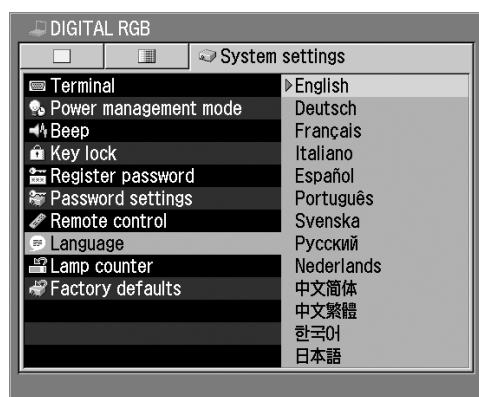 DIGITAL RGB
System settings
Terminal
Power management mode
Beep
Key lock
Register password
Password settings
Remote control
Language
Lamp counter
Factory defaults
English
Deutsch
Français
Italiano
Español
Português
Svenska
Русский
Nederlands
中文简体
中文繁體
한국어
日本語